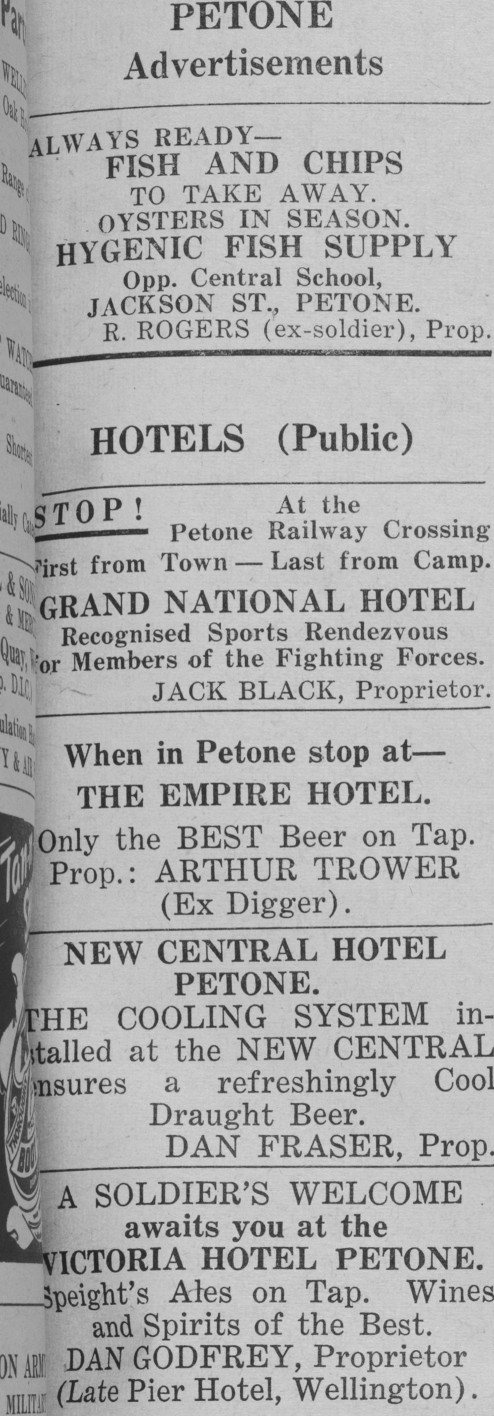 PETONE
Advertisements
ALWAYS READY—
FISH AND CHIPS
TO TAKE AWAY.
OYSTERS IN SEASON.
HYGENIC FISH SUPPLY
Opp. Central School,
JACKSON ST., PETONE.
R. ROGERS (ex-soldier), Prop.
HOTELS (Public)
STOP! At the
Petone Railway Crossing
First from Town — Last from Camp.
GRAND NATIONAL HOTEL
Recognised Sports Rendezvous
for Members of the Fighting Forces.
JACK BLACK, Proprietor.
When in Petone stop at—
THE EMPIRE HOTEL.
Only the BEST Beer on Tap.
Prop.: ARTHUR TROWER
(Ex Digger).
NEW CENTRAL HOTEL
PETONE.
THE COOLING SYSTEM in-
stalled at the NEW CENTRAL
ensures a refreshingly Cool
Draught Beer.
DAN FRASER, Prop.
A SOLDIER'S WELCOME
awaits you at the
VICTORIA HOTEL PETONE.
Speight's Ales on Tap. Wines
and Spirits of the Best.
DAN GODFREY, Proprietor
(Late Pier Hotel, Wellington).